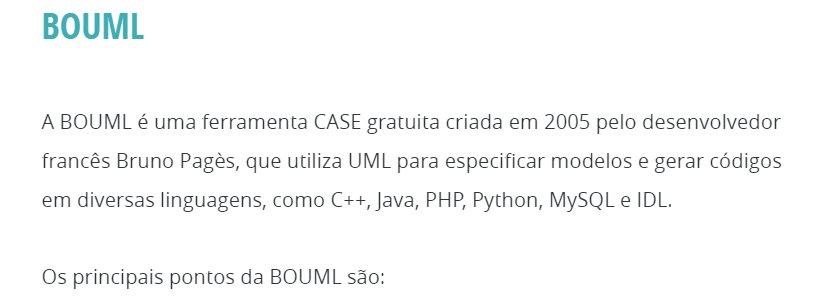 BOUML
A BOUML é uma ferramenta CASE gratuita criada em 2005 pelo desenvolvedor
francês Bruno Pagès, que utiliza UML para especificar modelos e gerar códigos
em diversas linguagens, como C++, Java, PHP, Python, MySQL e IDL.
Os principais pontos da BOUML são: